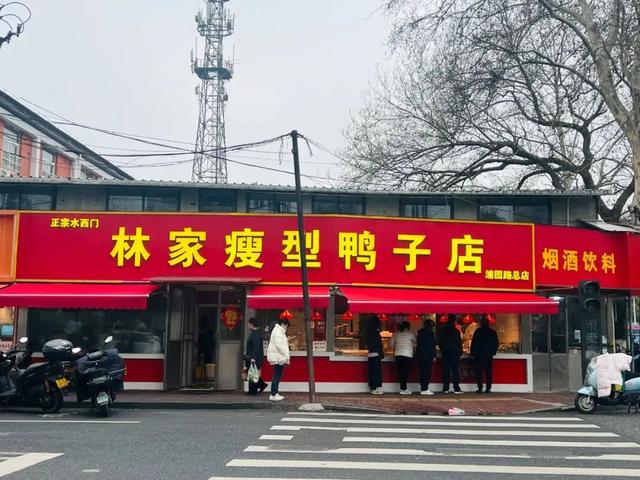 正宗水西门
林家瘦型鸭子店
浦园路总店
烟酒饮料